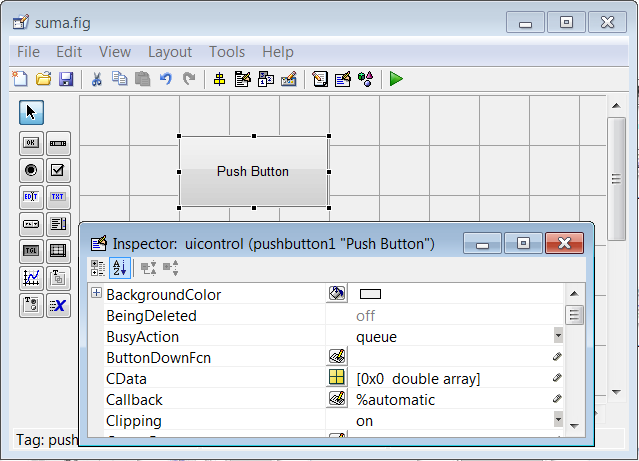 suma.fig
File Edit View Layout Tools Help
OK
EDIT TXT
TGL
Push Button
Inspector: uicontrol (pushbutton1 "Push Button")
BackgroundColor
BeingDeleted off
BusyAction queue
ButtonDownFcn
CData [0x0 double array]
Callback %automatic
Clipping on
Tag: push